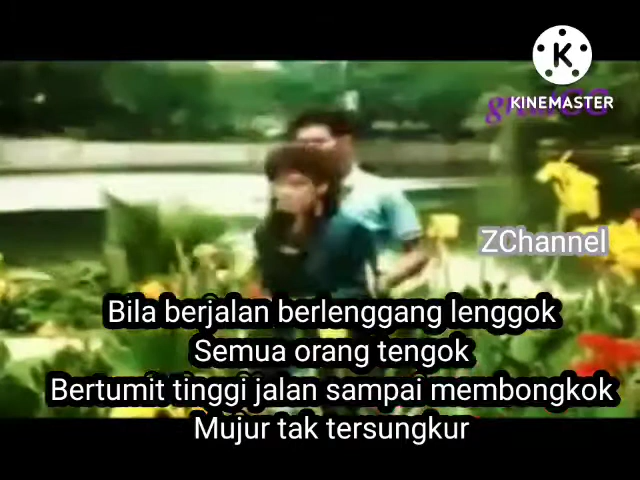 K
KINEMASTER
ZChannel
Bila berjalan berlenggang lenggok
Semua orang tengok
Bertumit tinggi jalan sampai membongkok
Mujur tak tersungkur